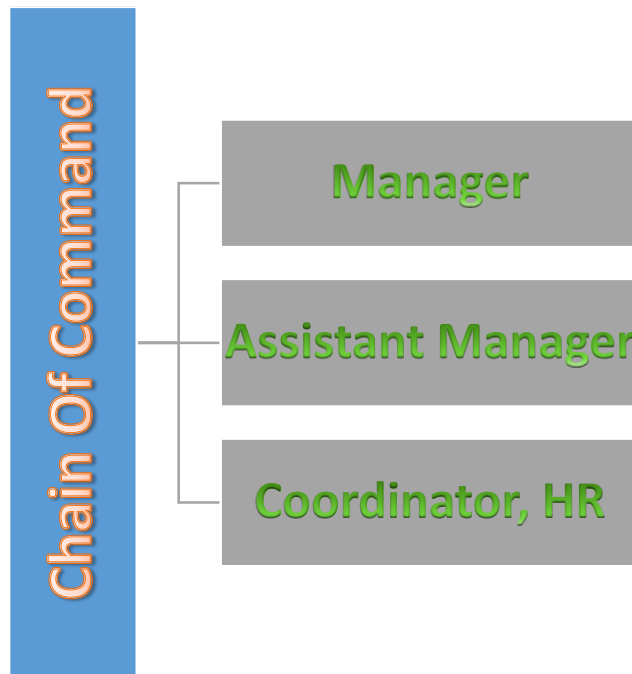 Chain Of Command
Manager
Assistant Manager
Coordinator, HR